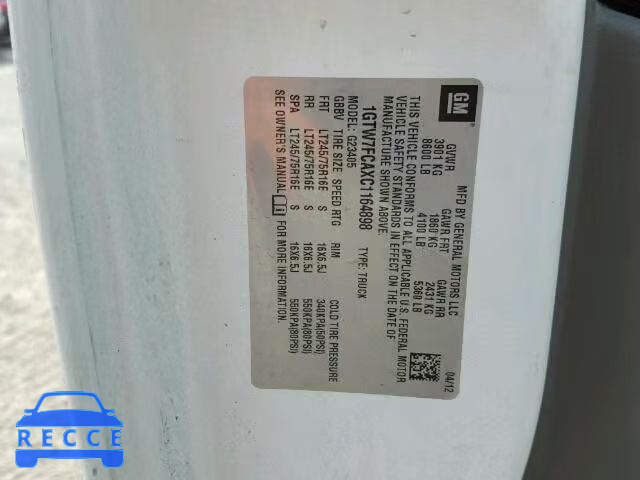 GM
MFD BY GENERAL MOTORS LLC
GVWR GAWR FRT GAWR RR
3901 KG 1860 KG 2431 KG
8600 LB 4100 LB 5360 LB
04/12
THIS VEHICLE CONFORMS TO ALL APPLICABLE U.S. FEDERAL MOTOR
VEHICLE SAFETY STANDARDS IN EFFECT ON THE DATE OF
MANUFACTURE SHOWN ABOVE.
1GTW7FCAXC1164898 TYPE: TRUCK
MODEL: G23405
GBBV TIRE SIZE SPEED RTG RIM COLD TIRE PRESSURE
FRT LT245/75R16E S 16X6.5J 340KPA(50PSI)
RR LT245/75R16E S 16X6.5J 550KPA(80PSI)
SPA LT245/75R16E S 16X6.5J 550KPA(80PSI)
SEE OWNER'S MANUAL FOR MORE INFORMATION.
RECCE